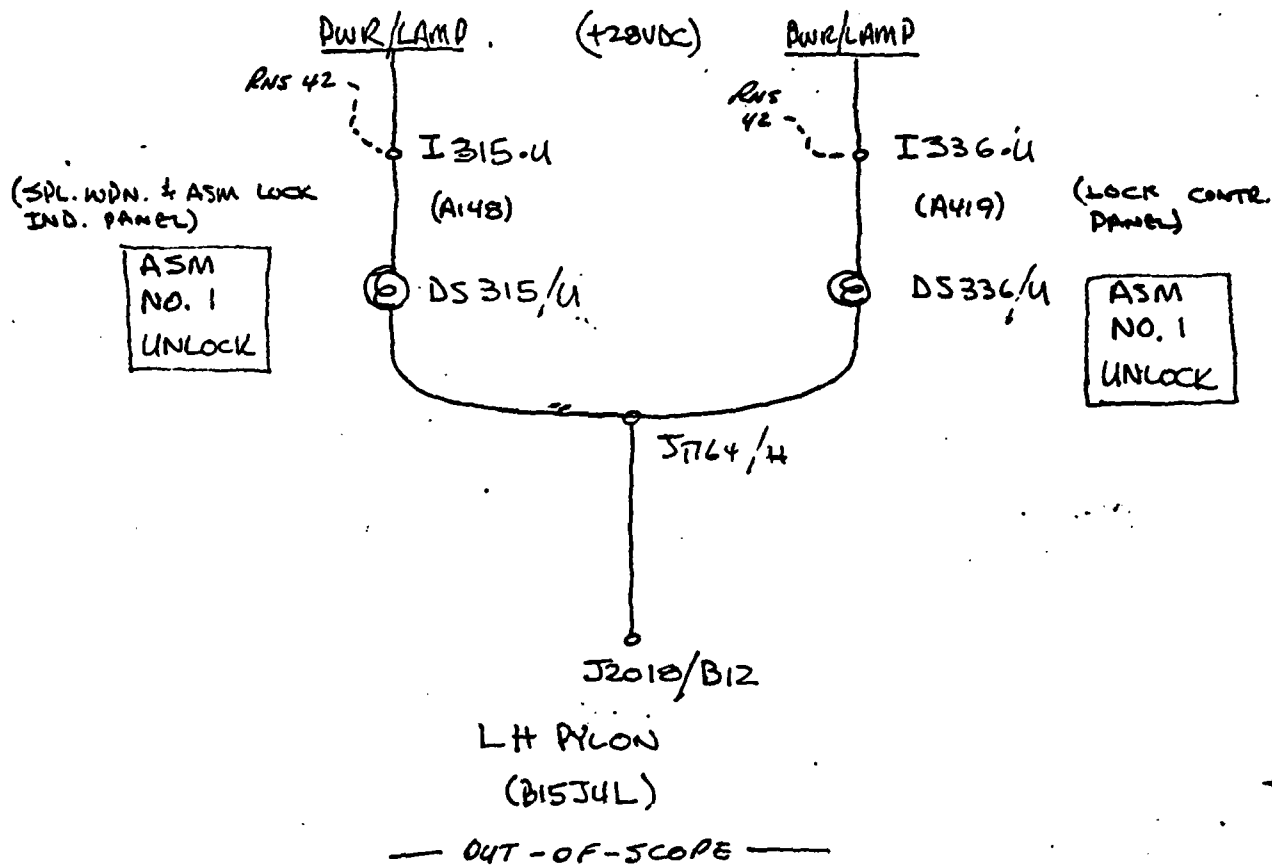 PWR/LAMP. (+28VDC) PWR/LAMP
RNS 42
RNS
42
I315.U
I336.U
(SPL. WPN. & ASM LOCK
IND. PANEL)
(A148)
(A419)
(LOCK CONTR.
PANEL)
ASM
NO. 1
UNLOCK
DS315/U
DS336/U
ASM
NO. 1
UNLOCK
J1764/H
J2018/B12
LH PYLON
(B15J4L)
— OUT-OF-SCOPE —